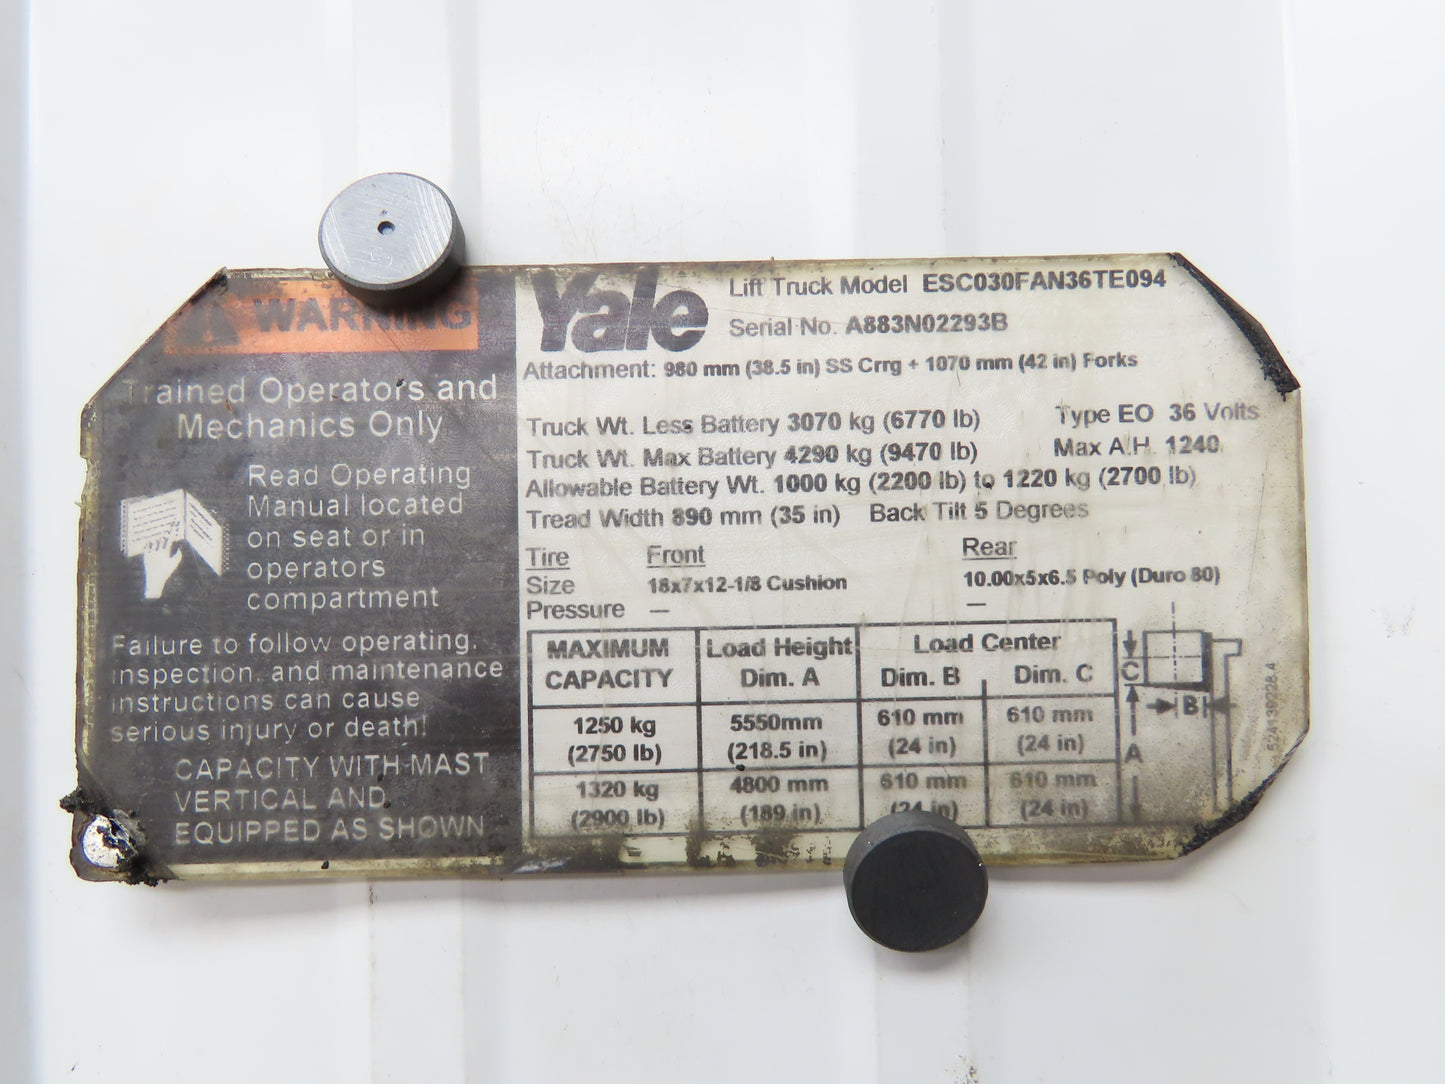 WARNING
Trained Operators and
Mechanics Only
Read Operating
Manual located
on seat or in
operators
compartment
Failure to follow operating,
inspection, and maintenance
instructions can cause
serious injury or death!
CAPACITY WITH MAST
VERTICAL AND
EQUIPPED AS SHOWN
Yale
Lift Truck Model ESC030FAN36TE094
Serial No. A883N02293B
Attachment: 980 mm (38.5 in) SS Crrg + 1070 mm (42 in) Forks
Truck Wt. Less Battery 3070 kg (6770 lb) Type EO 36 Volts
Truck Wt. Max Battery 4290 kg (9470 lb) Max A.H. 1240
Allowable Battery Wt. 1000 kg (2200 lb) to 1220 kg (2700 lb)
Tread Width 890 mm (35 in) Back Tilt 5 Degrees
Tire Front Rear
Size 18x7x12-1/8 Cushion 10.00x5x6.5 Poly (Duro 80)
Pressure — —
MAXIMUM Load Height Load Center
CAPACITY Dim. A Dim. B Dim. C
1250 kg 5550mm 610 mm 610 mm
(2750 lb) (218.5 in) (24 in) (24 in)
1320 kg 4800 mm 610 mm 610 mm
(2900 lb) (189 in) (24 in) (24 in)
C
B
A
524139228.4